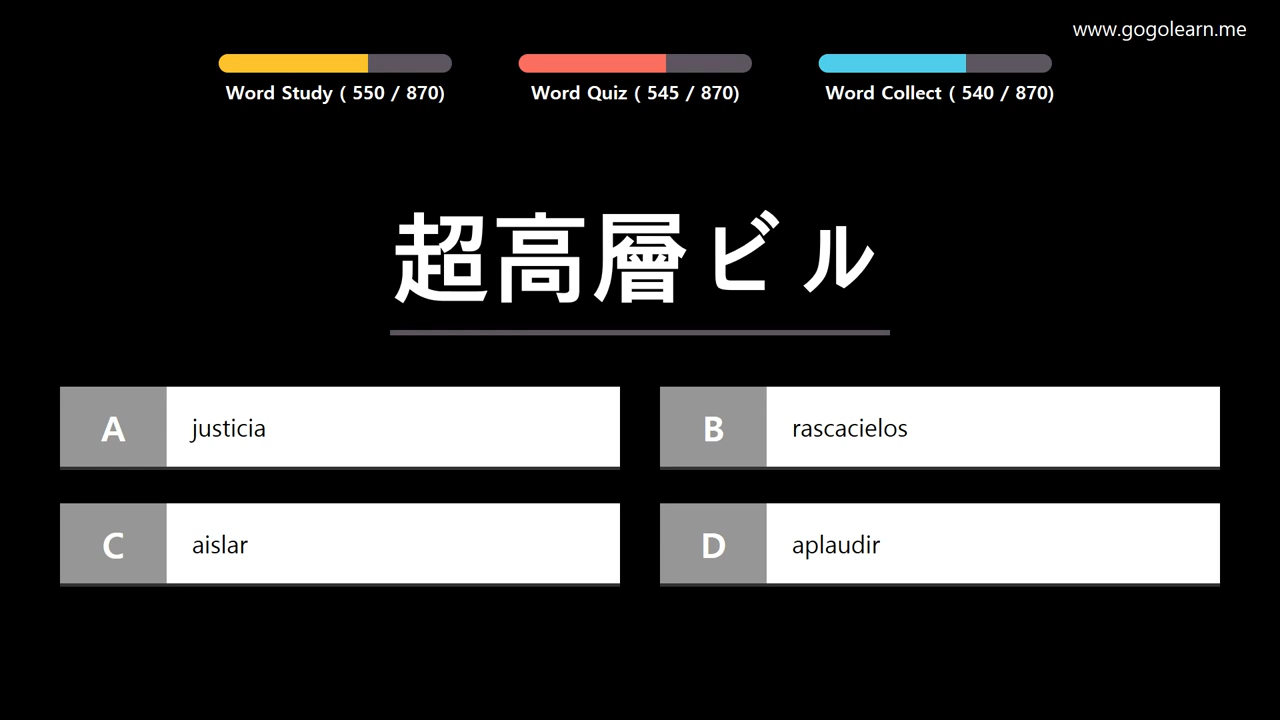 www.gogolearn.me
Word Study ( 550 / 870)
Word Quiz ( 545 / 870)
Word Collect ( 540 / 870)
超高層ビル
A justicia
B rascacielos
C aislar
D aplaudir